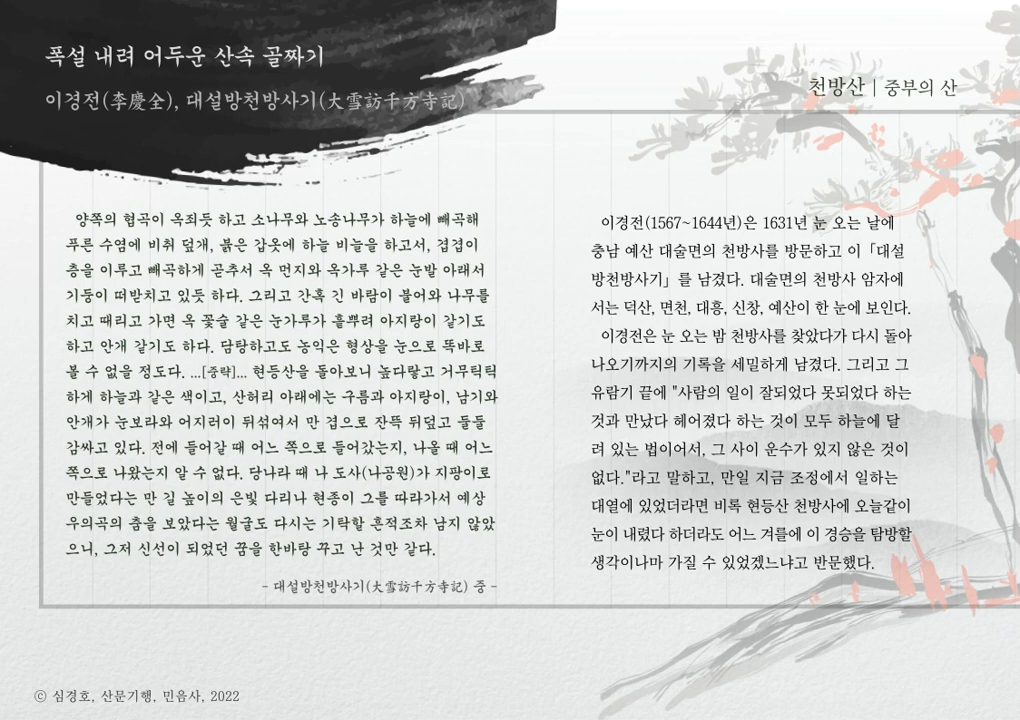 폭설 내려 어두운 산속 골짜기
이경전(李慶全), 대설방천방사기(大雪訪千方寺記)
천방산 | 중부의 산
양쪽의 협곡이 옥죄듯 하고 소나무와 노송나무가 하늘에 빼곡해
푸른 수염에 비취 덮개, 붉은 갑옷에 하늘 비늘을 하고서, 겹겹이
층을 이루고 빼곡하게 곧추서 옥 먼지와 옥가루 같은 눈발 아래서
기둥이 떠받치고 있듯 하다. 그리고 간혹 긴 바람이 불어와 나무를
치고 때리고 가면 옥 꽃술 같은 눈가루가 흩뿌려 아지랑이 같기도
하고 안개 같기도 하다. 담탕하고도 농익은 형상을 눈으로 똑바로
볼 수 없을 정도다. ...[중략]... 현등산을 돌아보니 높다랗고 거무틱틱
하게 하늘과 같은 색이고, 산허리 아래에는 구름과 아지랑이, 남기와
안개가 눈보라와 어지러이 뒤섞여서 만 겹으로 잔뜩 뒤덮고 둘둘
감싸고 있다. 전에 들어갈 때 어느 쪽으로 들어갔는지, 나올 때 어느
쪽으로 나왔는지 알 수 없다. 당나라 때 나 도사(나공원)가 지팡이로
만들었다는 만 길 높이의 은빛 다리나 현종이 그를 따라가서 예상
우의곡의 춤을 보았다는 월굴도 다시는 기탁할 흔적조차 남지 않았
으니, 그저 신선이 되었던 꿈을 한바탕 꾸고 난 것만 같다.
- 대설방천방사기(大雪訪千方寺記) 중 -
이경전(1567~1644년)은 1631년 눈 오는 날에
충남 예산 대술면의 천방사를 방문하고 이「대설
방천방사기」를 남겼다. 대술면의 천방사 암자에
서는 덕산, 면천, 대흥, 신창, 예산이 한 눈에 보인다.
이경전은 눈 오는 밤 천방사를 찾았다가 다시 돌아
나오기까지의 기록을 세밀하게 남겼다. 그리고 그
유람기 끝에 "사람의 일이 잘되었다 못되었다 하는
것과 만났다 헤어졌다 하는 것이 모두 하늘에 달
려 있는 법이어서, 그 사이 운수가 있지 않은 것이
없다."라고 말하고, 만일 지금 조정에서 일하는
대열에 있었더라면 비록 현등산 천방사에 오늘같이
눈이 내렸다 하더라도 어느 겨를에 이 경승을 탐방할
생각이나마 가질 수 있었겠느냐고 반문했다.
ⓒ 심경호, 산문기행, 민음사, 2022